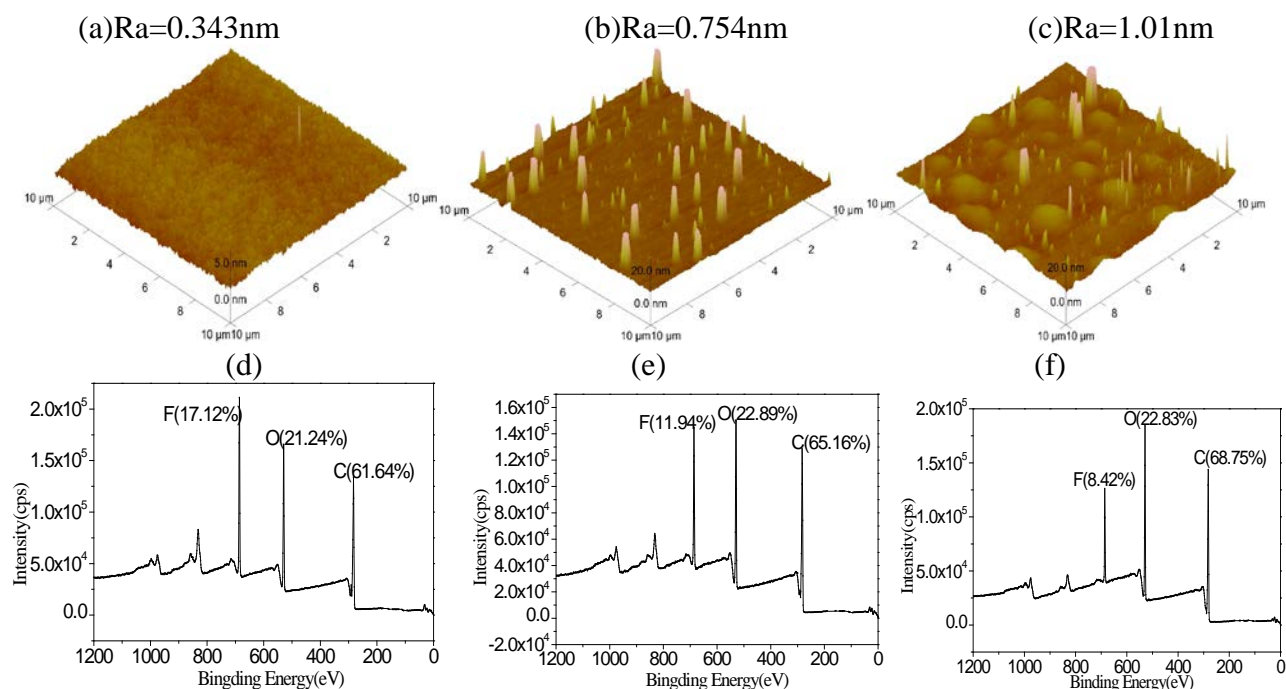 (a)Ra=0.343nm
(b)Ra=0.754nm
(c)Ra=1.01nm
10 μm
2
4
6
8
10 μm
10 μm
8
6
4
2
10 μm
5.0 nm
0.0 nm
10 μm
2
4
6
8
10 μm
10 μm
8
6
4
2
10 μm
20.0 nm
0.0 nm
10 μm
2
4
6
8
10 μm
10 μm
8
6
4
2
10 μm
20.0 nm
0.0 nm
(d)
(e)
(f)
2.0x10⁵
1.5x10⁵
1.0x10⁵
5.0x10⁴
0.0
Intensity(cps)
F(17.12%)
O(21.24%)
C(61.64%)
1200 1000 800 600 400 200 0
Bingding Energy(eV)
1.6x10⁵
1.4x10⁵
1.2x10⁵
1.0x10⁵
8.0x10⁴
6.0x10⁴
4.0x10⁴
2.0x10⁴
0.0
-2.0x10⁴
Intensity(cps)
F(11.94%)
O(22.89%)
C(65.16%)
1200 1000 800 600 400 200 0
Bingding Energy(eV)
2.0x10⁵
1.5x10⁵
1.0x10⁵
5.0x10⁴
0.0
Intensity(cps)
F(8.42%)
O(22.83%)
C(68.75%)
1200 1000 800 600 400 200 0
Binding Energy(eV)